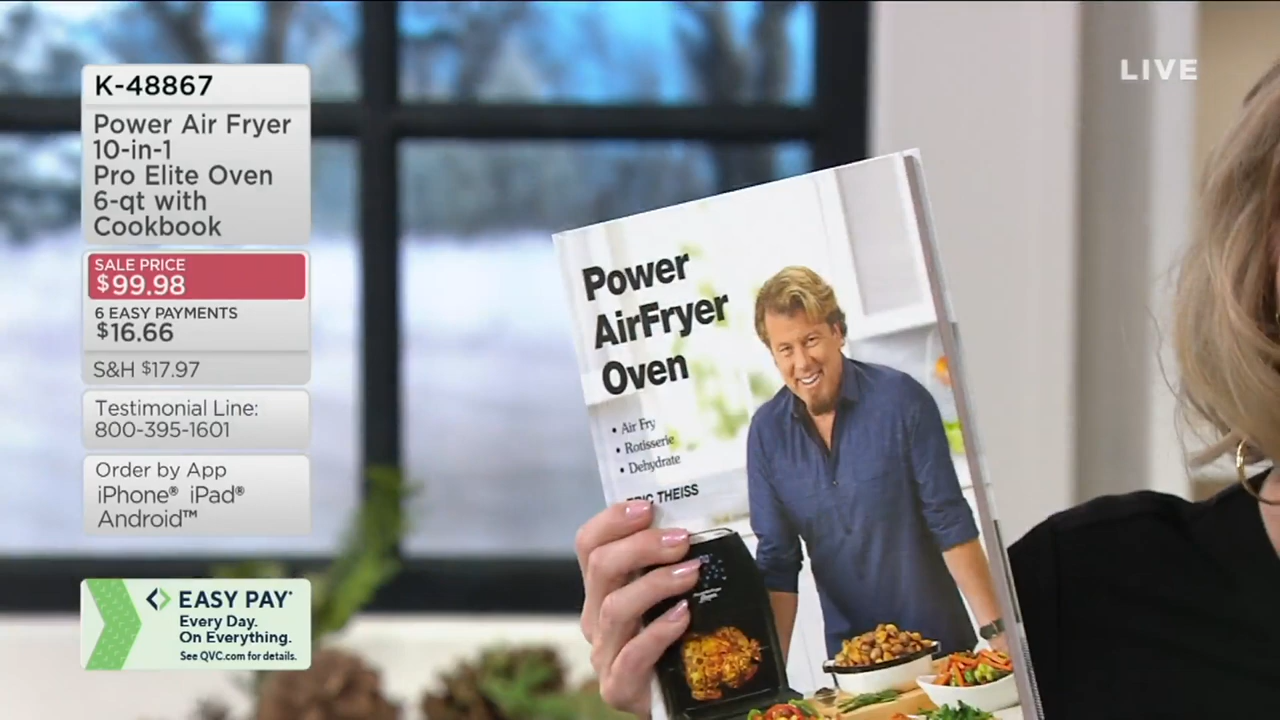 K-48867
Power Air Fryer
10-in-1
Pro Elite Oven
6-qt with
Cookbook
SALE PRICE
$99.98
6 EASY PAYMENTS
$16.66
S&H $17.97
Testimonial Line:
800-395-1601
Order by App
iPhone® iPad®
Android™
EASY PAY*
Every Day.
On Everything.
See QVC.com for details.
LIVE
Power
AirFryer
Oven
• Air Fry
• Rotisserie
• Dehydrate
THEISS